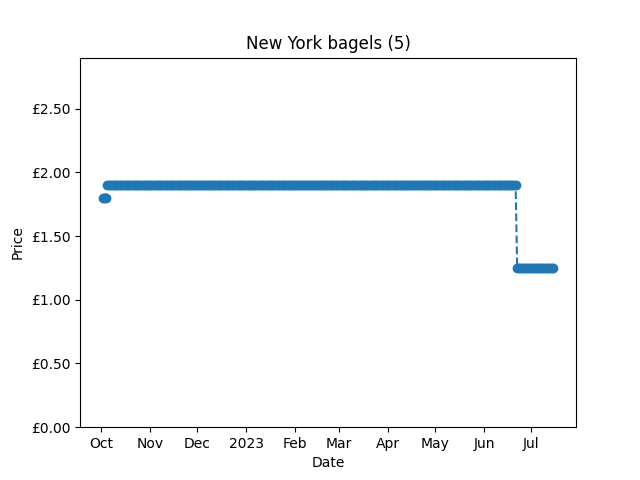 New York bagels (5)
£2.50
£2.00
£1.50
£1.00
£0.50
£0.00
Price
Oct Nov Dec 2023 Feb Mar Apr May Jun Jul
Date